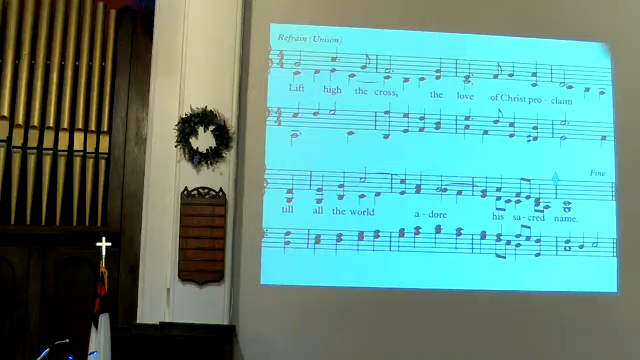 Refrain (Unison)
Lift high the cross, the love of Christ pro - claim
Fine
till all the world a - dore his sa - cred name.